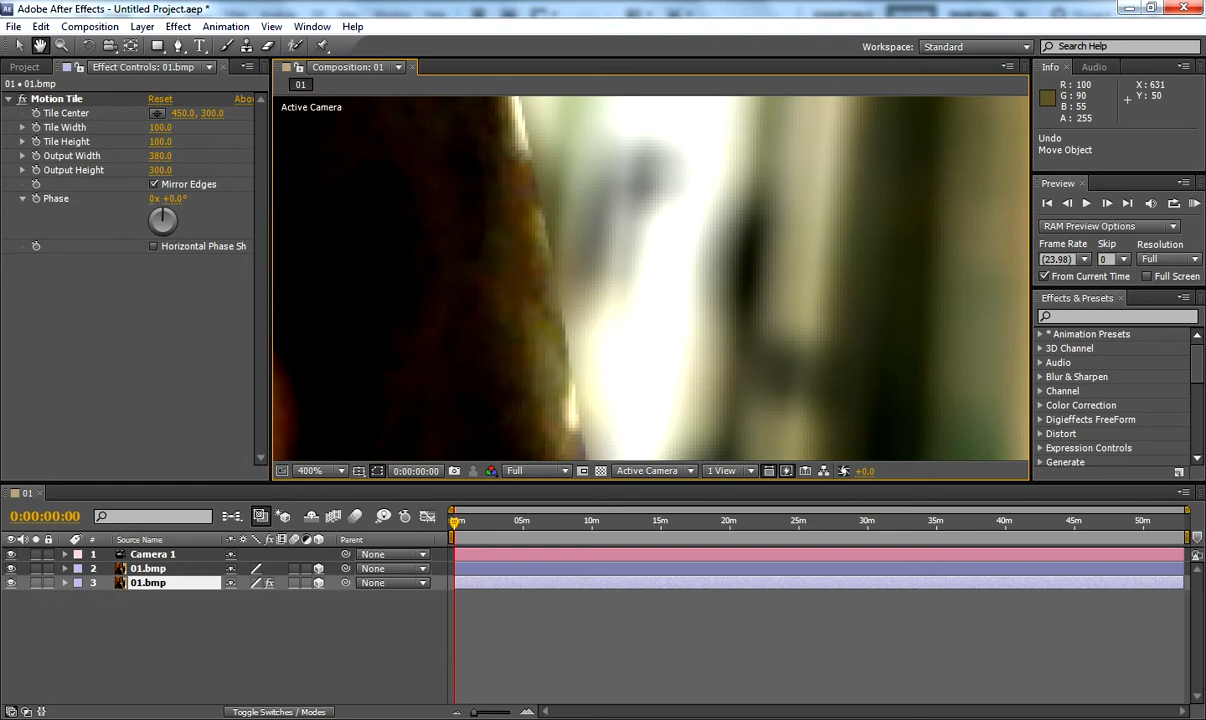 Adobe After Effects - Untitled Project.aep *
File Edit Composition Layer Effect Animation View Window Help
Workspace: Standard Search Help
Project Effect Controls: 01.bmp Composition: 01 Info Audio
01 • 01.bmp 01
fx Motion Tile Reset Abo
Tile Center 450.0, 300.0
Tile Width 100.0
Tile Height 100.0
Output Width 380.0
Output Height 300.0
Mirror Edges
Phase 0x +0.0°
Horizontal Phase Sh
Active Camera
R : 100 X : 631
G : 90 Y : 50
B : 55
A : 255
Undo
Move Object
Preview
RAM Preview Options
Frame Rate Skip Resolution
(23.98) 0 Full
From Current Time Full Screen
Effects & Presets
* Animation Presets
3D Channel
Audio
Blur & Sharpen
Channel
Color Correction
Digieffects FreeForm
Distort
Expression Controls
Generate
400% 0:00:00:00 Full Active Camera 1 View +0.0
01
0:00:00:00
05m 10m 15m 20m 25m 30m 35m 40m 45m 50m
# Source Name Parent
1 Camera 1 None
2 01.bmp None
3 01.bmp fx None
Toggle Switches / Modes